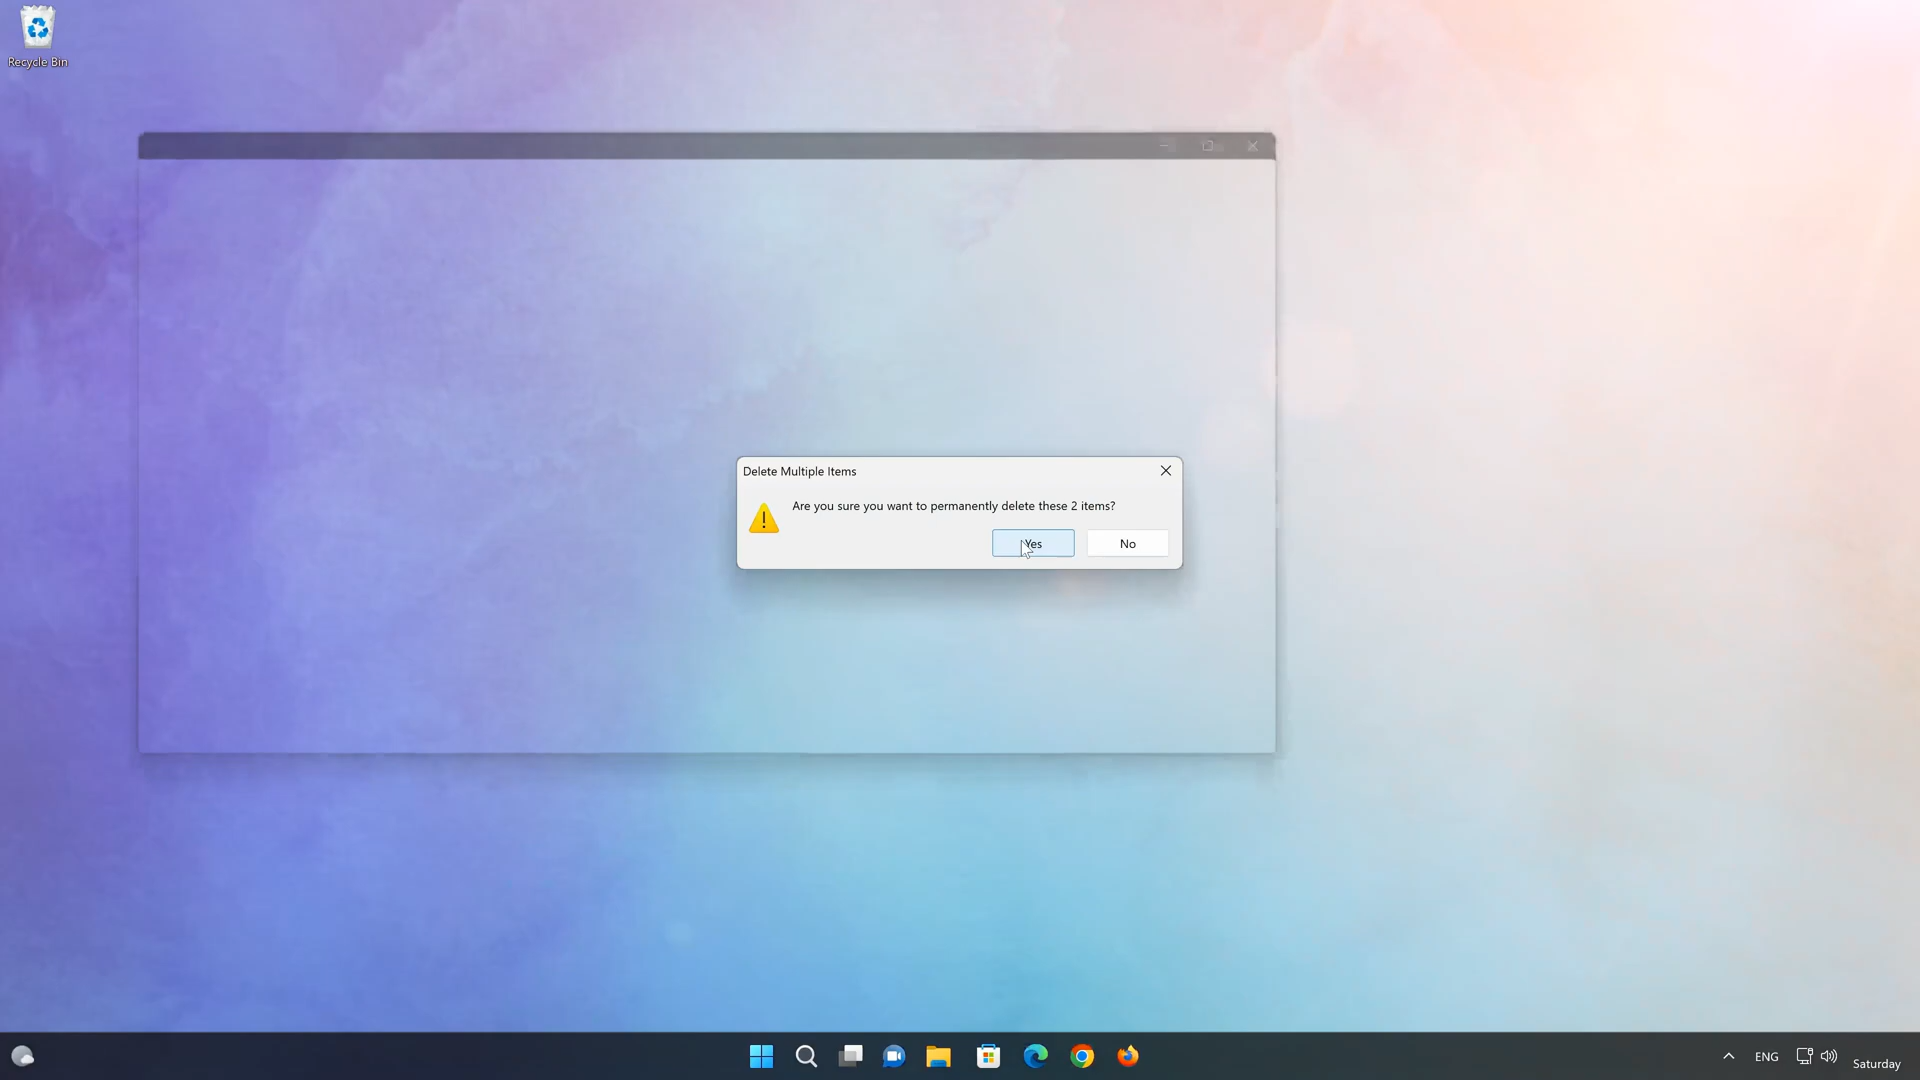 Recycle Bin
Delete Multiple Items
Are you sure you want to permanently delete these 2 items?
Yes
No
ENG
Saturday